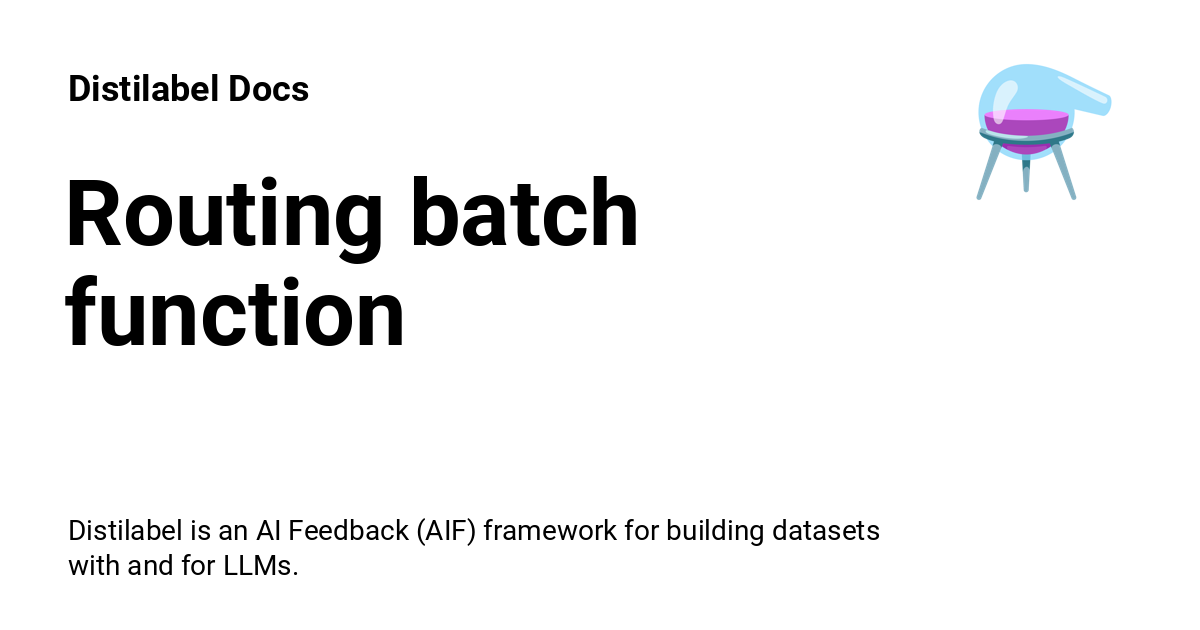 Distilabel Docs
Routing batch
function
Distilabel is an AI Feedback (AIF) framework for building datasets
with and for LLMs.